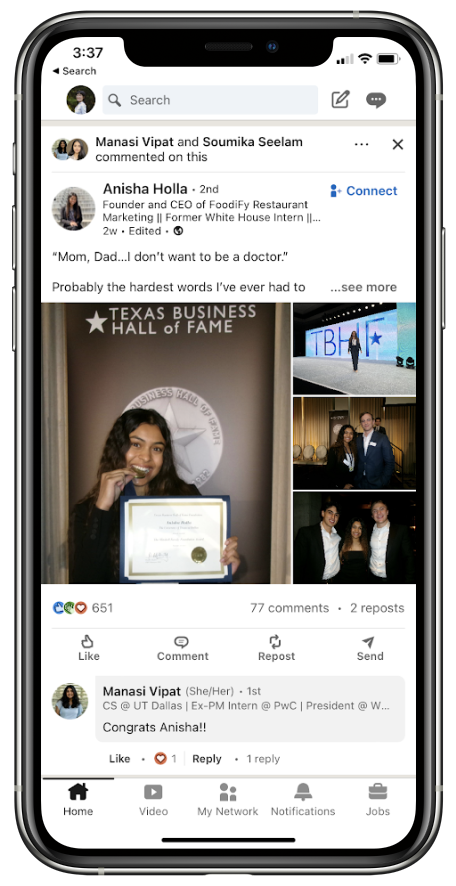 3:37
Search
Search
Manasi Vipat and Soumika Seelam
commented on this
Anisha Holla • 2nd
Founder and CEO of FoodiFy Restaurant
Marketing || Former White House Intern ||...
2w • Edited •
Connect
“Mom, Dad...I don’t want to be a doctor.”
Probably the hardest words I’ve ever had to ...see more
TEXAS BUSINESS
HALL of FAME
BUSINESS HALL OF FAME
TBHF
651
77 comments • 2 reposts
Like
Comment
Repost
Send
Manasi Vipat (She/Her) • 1st
CS @ UT Dallas | Ex-PM Intern @ PwC | President @ W...
Congrats Anisha!!
Like • 1 | Reply • 1 reply
Home
Video
My Network
Notifications
Jobs